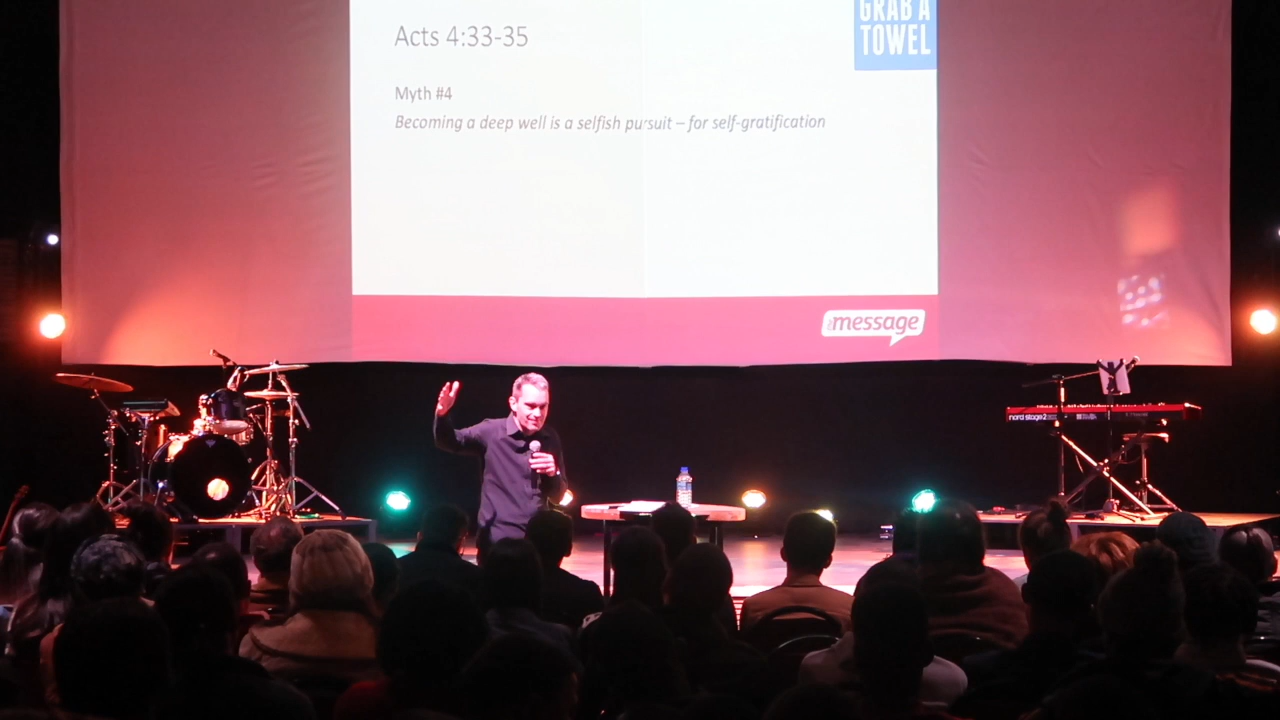 GRAB A
TOWEL
Acts 4:33-35
Myth #4
Becoming a deep well is a selfish pursuit – for self-gratification
message
nord stage 2